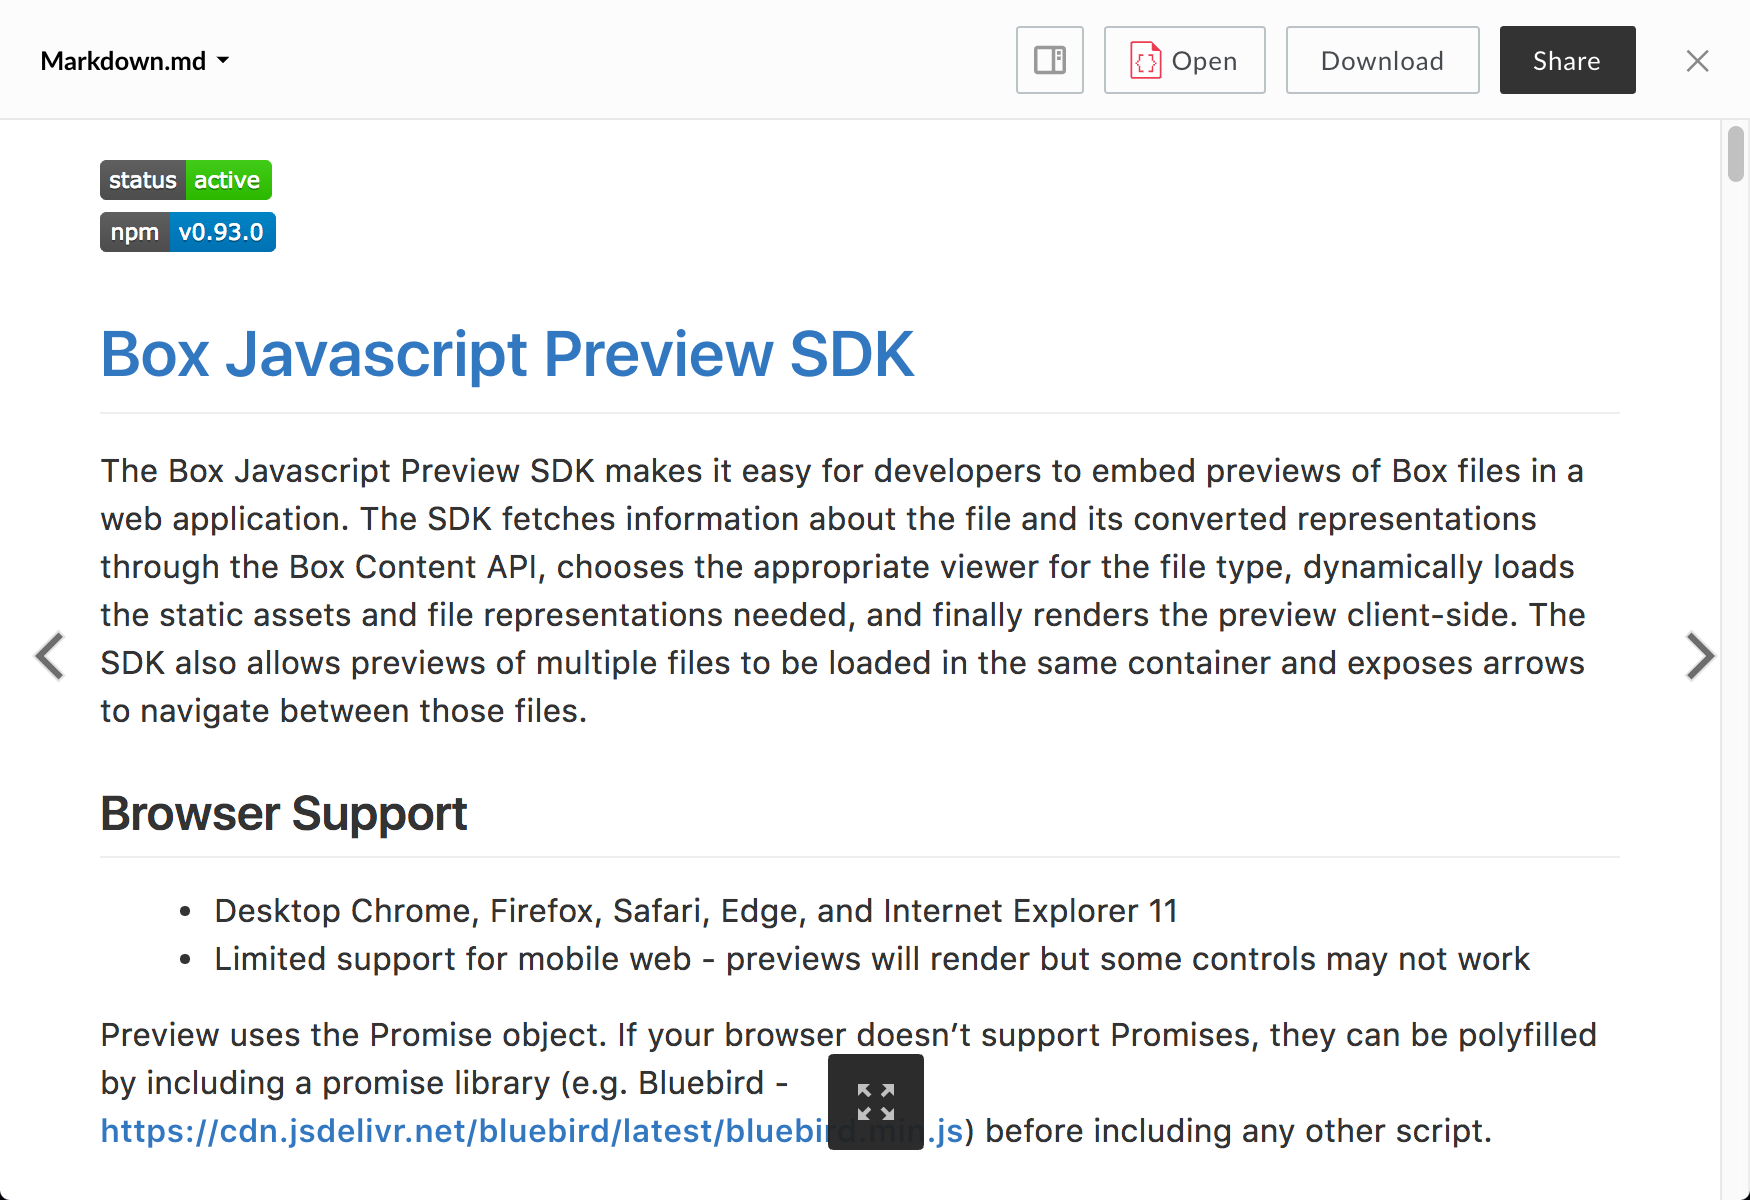 Markdown.md
Open
Download
Share
status active
npm v0.93.0
Box Javascript Preview SDK
The Box Javascript Preview SDK makes it easy for developers to embed previews of Box files in a
web application. The SDK fetches information about the file and its converted representations
through the Box Content API, chooses the appropriate viewer for the file type, dynamically loads
the static assets and file representations needed, and finally renders the preview client-side. The
SDK also allows previews of multiple files to be loaded in the same container and exposes arrows
to navigate between those files.
Browser Support
• Desktop Chrome, Firefox, Safari, Edge, and Internet Explorer 11
• Limited support for mobile web - previews will render but some controls may not work
Preview uses the Promise object. If your browser doesn’t support Promises, they can be polyfilled
by including a promise library (e.g. Bluebird -
https://cdn.jsdelivr.net/bluebird/latest/bluebird.min.js) before including any other script.